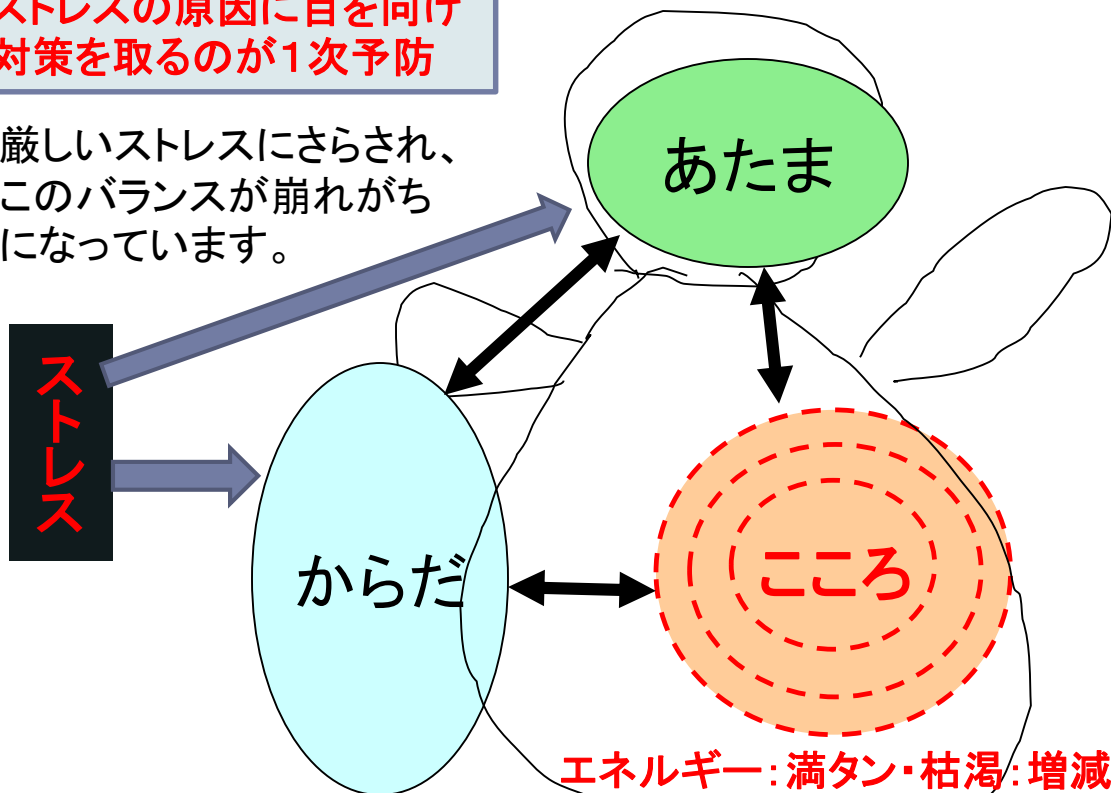 ストレスの原因に目を向け
対策を取るのが１次予防
厳しいストレスにさらされ、
このバランスが崩れがち
になっています。
あたま
ストレス
からだ
こころ
エネルギー：満タン・枯渇：増減